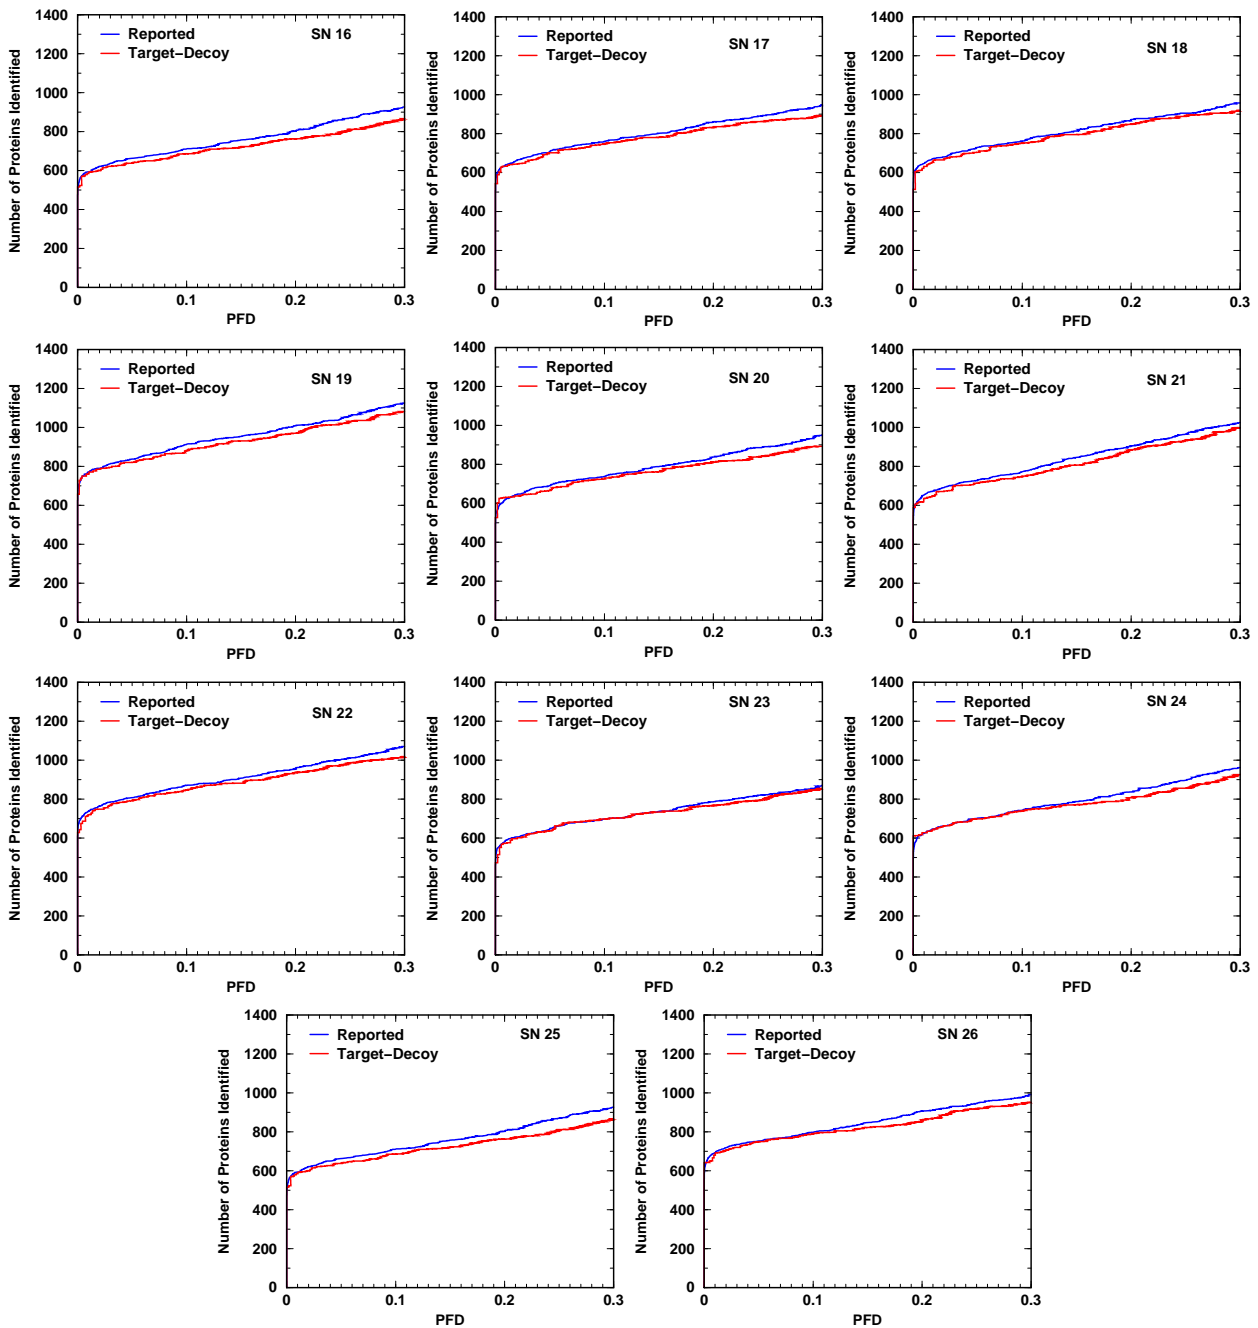 1400
1200
1000
800
600
400
200
0
Number of Proteins Identified
Reported
Target-Decoy
SN 16
0 0.1 0.2 0.3
PFD
1400
1200
1000
800
600
400
200
0
Number of Proteins Identified
Reported
Target-Decoy
SN 17
0 0.1 0.2 0.3
PFD
1400
1200
1000
800
600
400
200
0
Number of Proteins Identified
Reported
Target-Decoy
SN 18
0 0.1 0.2 0.3
PFD
1400
1200
1000
800
600
400
200
0
Number of Proteins Identified
Reported
Target-Decoy
SN 19
0 0.1 0.2 0.3
PFD
1400
1200
1000
800
600
400
200
0
Number of Proteins Identified
Reported
Target-Decoy
SN 20
0 0.1 0.2 0.3
PFD
1400
1200
1000
800
600
400
200
0
Number of Proteins Identified
Reported
Target-Decoy
SN 21
0 0.1 0.2 0.3
PFD
1400
1200
1000
800
600
400
200
0
Number of Proteins Identified
Reported
Target-Decoy
SN 22
0 0.1 0.2 0.3
PFD
1400
1200
1000
800
600
400
200
0
Number of Proteins Identified
Reported
Target-Decoy
SN 23
0 0.1 0.2 0.3
PFD
1400
1200
1000
800
600
400
200
0
Number of Proteins Identified
Reported
Target-Decoy
SN 24
0 0.1 0.2 0.3
PFD
1400
1200
1000
800
600
400
200
0
Number of Proteins Identified
Reported
Target-Decoy
SN 25
0 0.1 0.2 0.3
PFD
1400
1200
1000
800
600
400
200
0
Number of Proteins Identified
Reported
Target-Decoy
SN 26
0 0.1 0.2 0.3
PFD